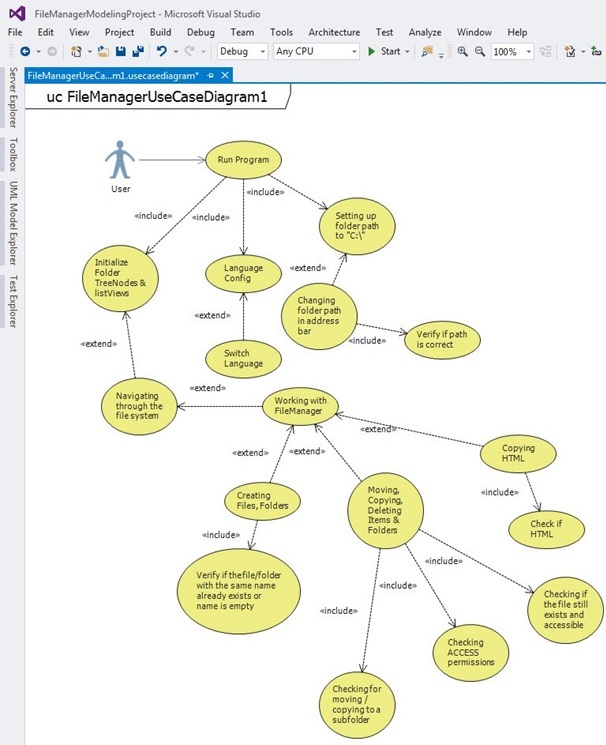 FileManagerModelingProject - Microsoft Visual Studio
File Edit View Project Build Debug Team Tools Architecture Test Analyze Window Help
Debug Any CPU Start 100%
FileManagerUseCa...m1.usecasediagram*
Server Explorer
Toolbox
UML Model Explorer
Test Explorer
uc FileManagerUseCaseDiagram1
User
Run Program
«include»
«include»
«include»
Setting up
folder path
to "C:\"
Initialize
Folder
TreeNodes &
listViews
Language
Config
«extend»
Changing
folder path
in address
bar
«include»
Verify if path
is correct
«extend»
«extend»
Switch
Language
«extend»
Navigating
through the
file system
Working with
FileManager
«extend»
«extend»
«extend»
Copying
HTML
«include»
Check if
HTML
Creating
Files, Folders
Moving,
Copying,
Deleting
Items &
Folders
«include»
Verify if the file/folder
with the same name
already exists or
name is empty
«include»
«include»
«include»
Checking if
the file still
exists and
accessible
Checking
ACCESS
permissions
Checking for
moving /
copying to a
subfolder